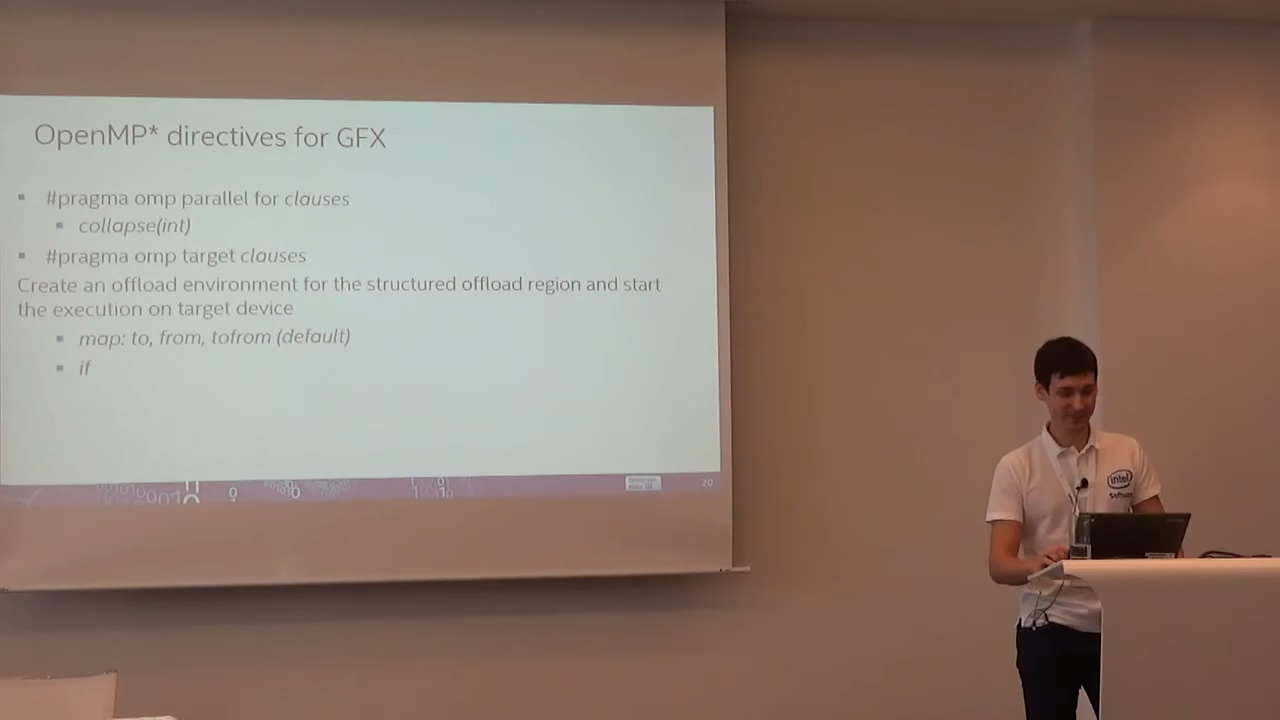 OpenMP* directives for GFX
#pragma omp parallel for clauses
collapse(int)
#pragma omp target clauses
Create an offload environment for the structured offload region and start
the execution on target device
map: to, from, tofrom (default)
if
20
intel
Software